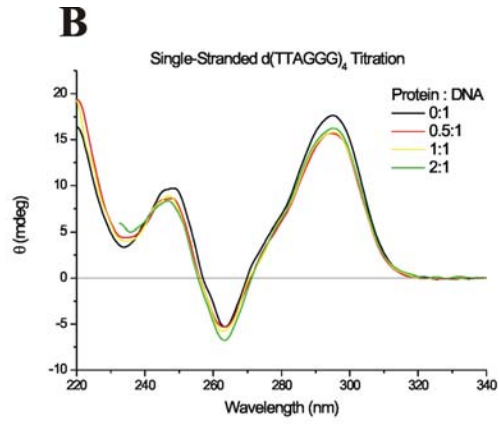 B
Single-Stranded d(TTAGGG)4 Titration
Protein : DNA
0:1
0.5:1
1:1
2:1
20
15
10
5
0
-5
-10
θ (mdeg)
220 240 260 280 300 320 340
Wavelength (nm)